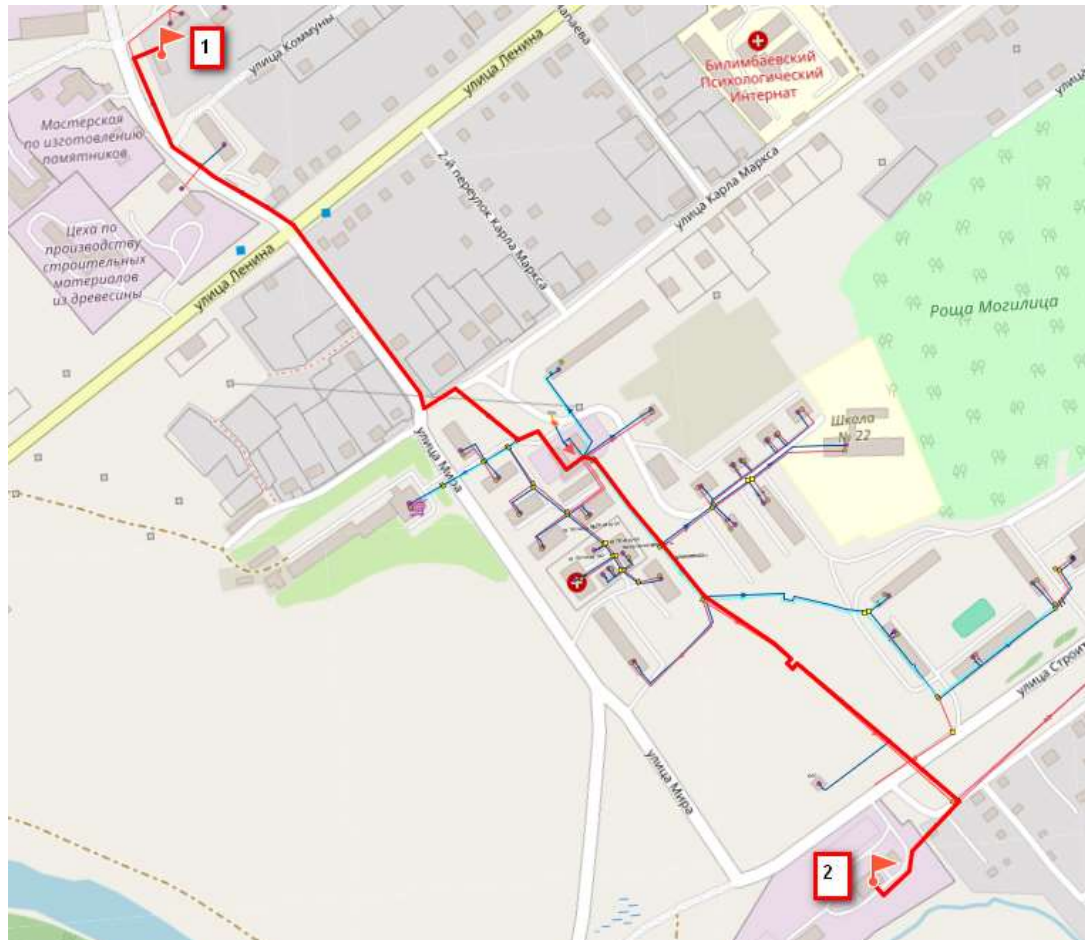 1
улица Коммуны
улица Ленина
Билимбаевский
Психологический
Интернат
Мастерская
по изготовлению
памятников
2-й переулок Карла Маркса
улица Карла Маркса
Цеха по
производству
строительных
материалов
из древесины
улица Ленина
Роща Могилица
Школа
№ 22
улица Мира
улица Мира
2